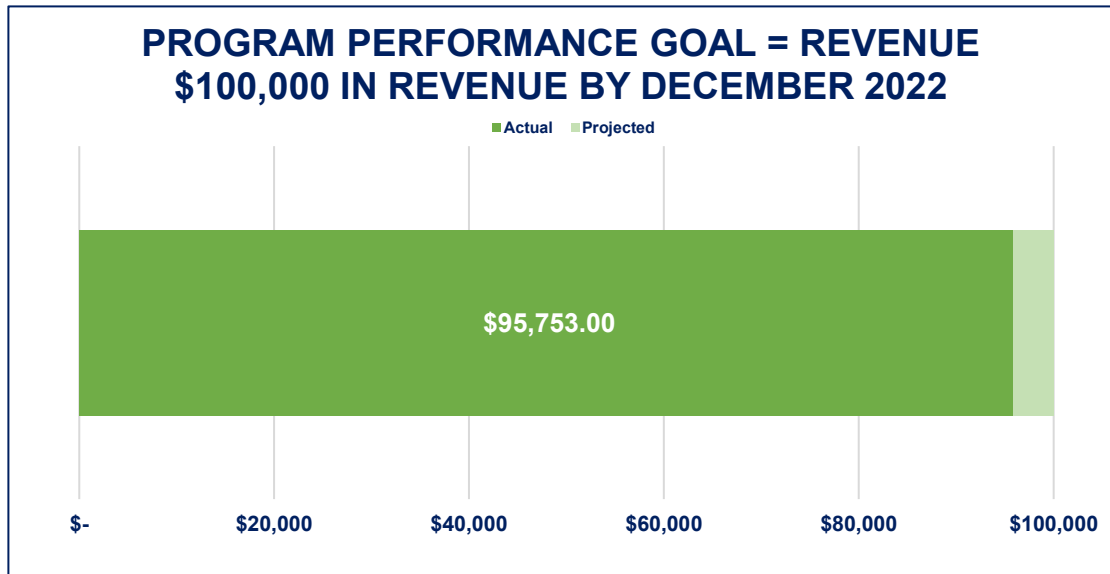 PROGRAM PERFORMANCE GOAL = REVENUE
$100,000 IN REVENUE BY DECEMBER 2022
Actual Projected
$95,753.00
$- $20,000 $40,000 $60,000 $80,000 $100,000